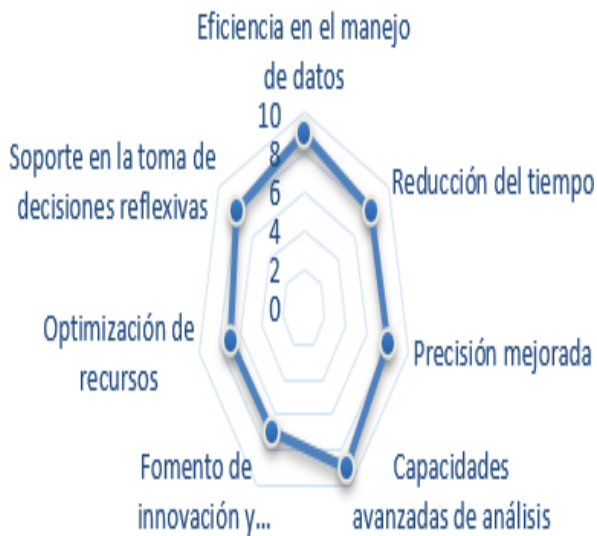 Eficiencia en el manejo
de datos
10
8
6
4
2
0
Soporte en la toma de
decisiones reflexivas
Reducción del tiempo
Optimización de
recursos
Precisión mejorada
Fomento de
innovación y...
Capacidades
avanzadas de análisis